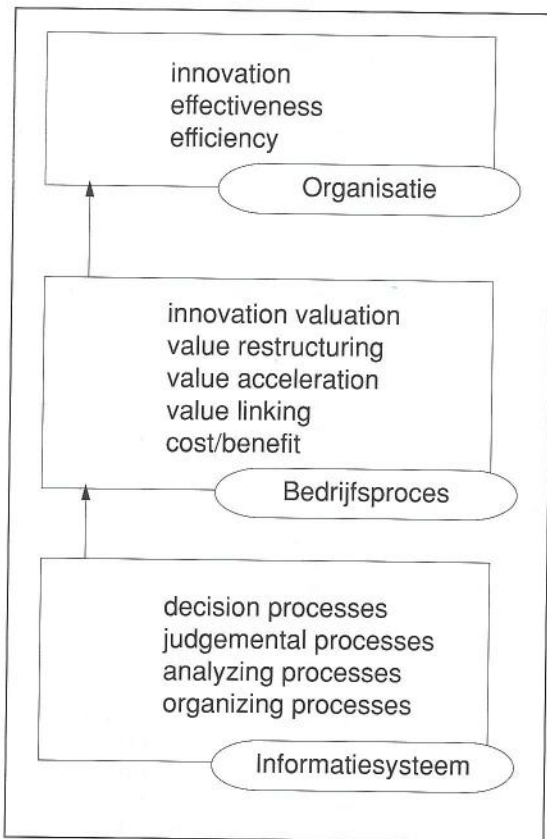 innovation
effectiveness
efficiency
Organisatie
innovation valuation
value restructuring
value acceleration
value linking
cost/benefit
Bedrijfsproces
decision processes
judgemental processes
analyzing processes
organizing processes
Informatiesysteem